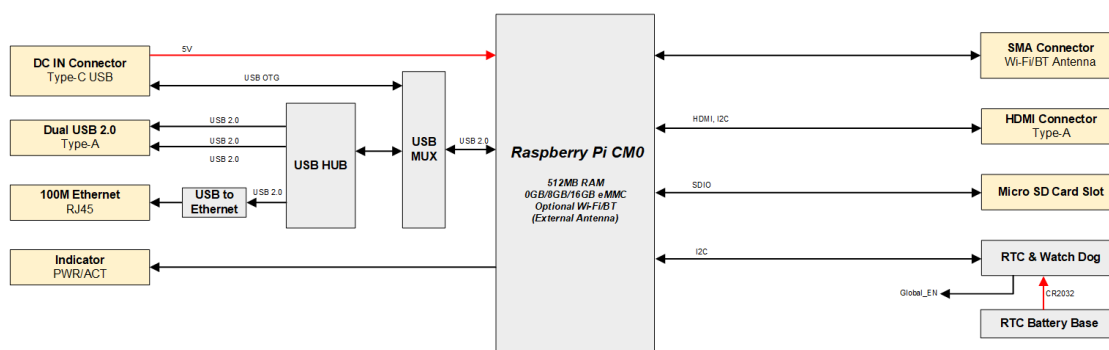 DC IN Connector
Type-C USB
5V
USB OTG
Dual USB 2.0
Type-A
USB 2.0
USB 2.0
USB 2.0
100M Ethernet
RJ45
USB to
Ethernet
USB 2.0
USB HUB
USB
MUX
USB 2.0
Indicator
PWR/ACT
Raspberry Pi CM0
512MB RAM
0GB/8GB/16GB eMMC
Optional Wi-Fi/BT
(External Antenna)
SMA Connector
Wi-Fi/BT Antenna
HDMI, I2C
HDMI Connector
Type-A
SDIO
Micro SD Card Slot
I2C
RTC & Watch Dog
Global_EN
CR2032
RTC Battery Base